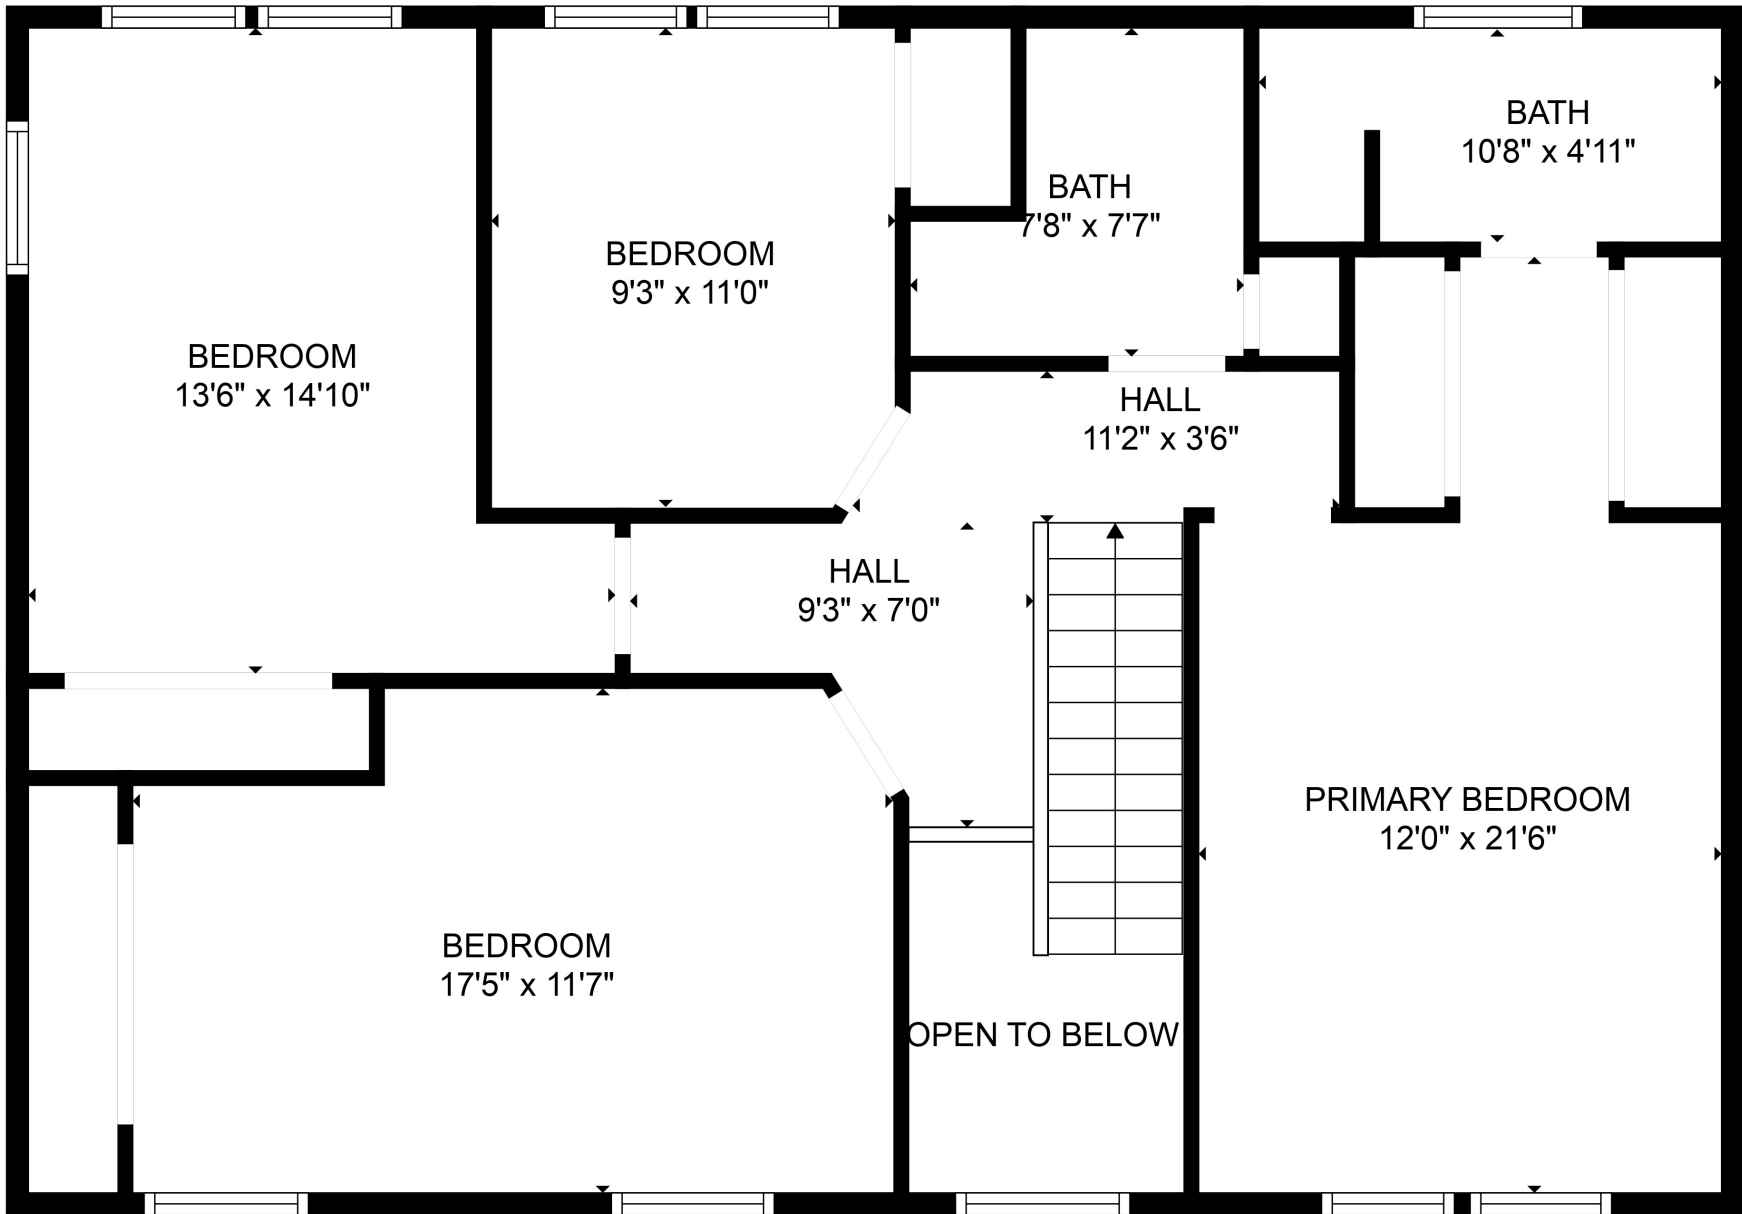 BATH
10'8" x 4'11"
BATH
7'8" x 7'7"
BEDROOM
9'3" x 11'0"
BEDROOM
13'6" x 14'10"
HALL
11'2" x 3'6"
HALL
9'3" x 7'0"
PRIMARY BEDROOM
12'0" x 21'6"
BEDROOM
17'5" x 11'7"
OPEN TO BELOW